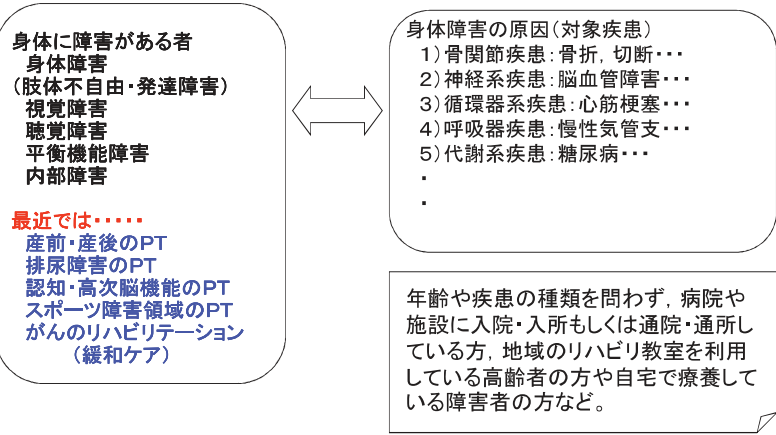 身体に障害がある者
身体障害
(肢体不自由・発達障害)
視覚障害
聴覚障害
平衡機能障害
内部障害
最近では・・・・・
産前・産後のPT
排尿障害のPT
認知・高次脳機能のPT
スポーツ障害領域のPT
がんのリハビリテーション
(緩和ケア)
身体障害の原因(対象疾患)
1)骨関節疾患:骨折, 切断・・・
2)神経系疾患:脳血管障害・・・
3)循環器系疾患:心筋梗塞・・・
4)呼吸器疾患:慢性気管支・・・
5)代謝系疾患:糖尿病・・・
・
・
年齢や疾患の種類を問わず, 病院や
施設に入院・入所もしくは通院・通所し
ている方, 地域のリハビリ教室を利用
している高齢者の方や自宅で療養して
いる障害者の方など。